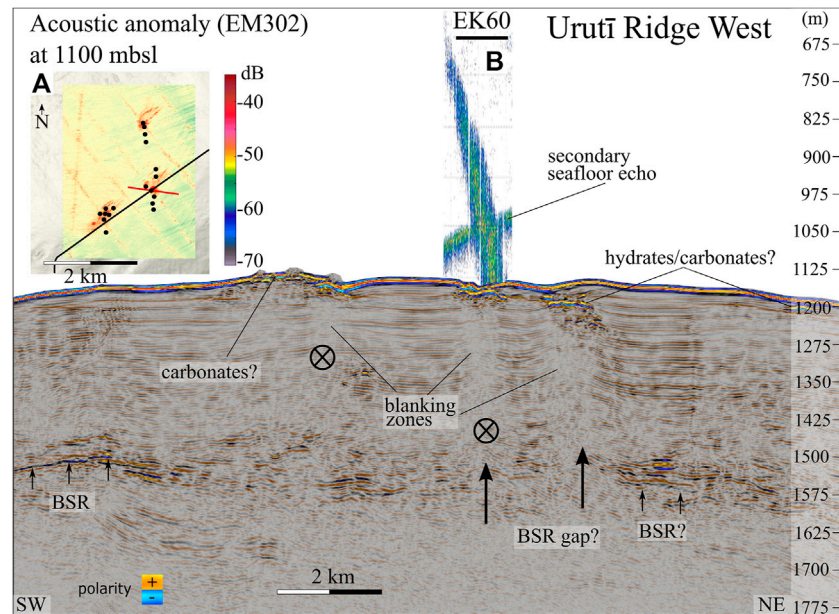 Acoustic anomaly (EM302)
at 1100 mbsl
EK60
Urutī Ridge West
(m)
A
N
dB
-40
-50
-60
-70
2 km
B
secondary
seafloor echo
hydrates/carbonates?
carbonates?
blanking
zones
BSR
BSR gap?
BSR?
polarity
+
-
2 km
SW
NE
675
750
825
900
975
1050
1125
1200
1275
1350
1425
1500
1575
1625
1700
1775